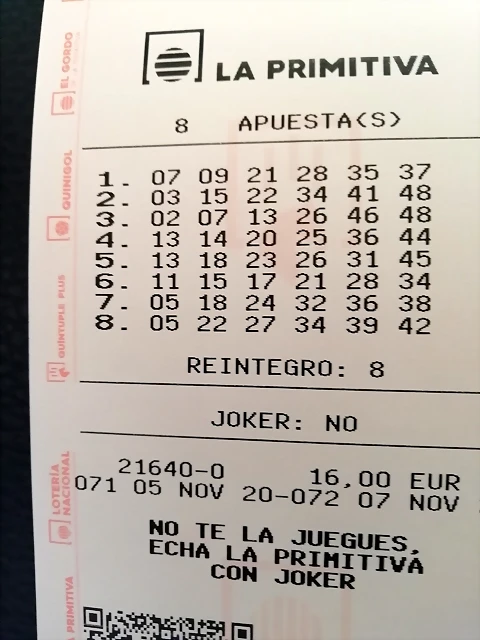 LA PRIMITIVA
8 APUESTA(S)
1. 07 09 21 28 35 37
2. 03 15 22 34 41 48
3. 02 07 13 26 46 48
4. 13 14 20 25 36 44
5. 13 18 23 26 31 45
6. 11 15 17 21 28 34
7. 05 18 24 32 36 38
8. 05 22 27 34 39 42
REINTEGRO: 8
JOKER: NO
21640-0 16,00 EUR
071 05 NOV 20-072 07 NOV
NO TE LA JUEGUES,
ECHA LA PRIMITIVA
CON JOKER
EL GORDO
QUINIGOL
QUÍNTUPLE PLUS
LOTERÍA
NACIONAL
PRIMITIVA